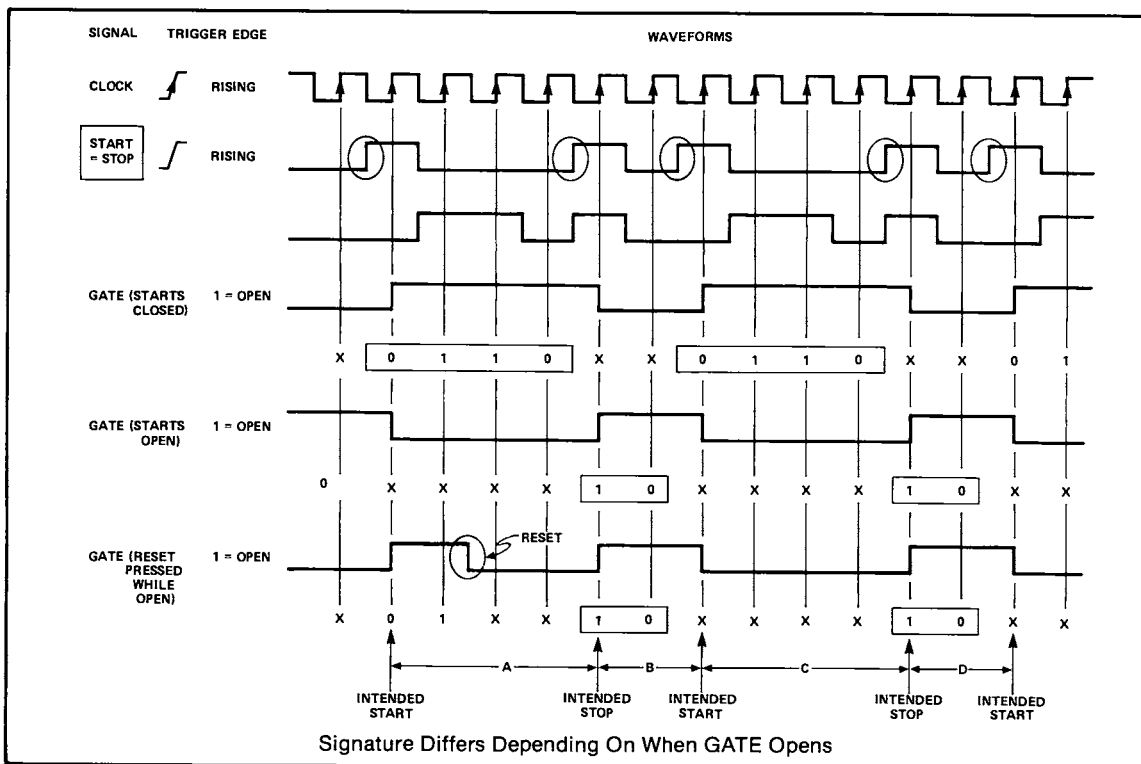 SIGNAL TRIGGER EDGE WAVEFORMS
CLOCK RISING
START
= STOP
RISING
GATE (STARTS
CLOSED)
1 = OPEN
X 0 1 1 0 X X 0 1 1 0 X X 0 1
GATE (STARTS
OPEN)
1 = OPEN
0 X X X X 1 0 X X X X 1 0 X X
RESET
GATE (RESET
PRESSED
WHILE
OPEN)
1 = OPEN
X 0 1 X X 1 0 X X X X 1 0 X X
A B C D
INTENDED
START
INTENDED
STOP
INTENDED
START
INTENDED
STOP
INTENDED
START
Signature Differs Depending On When GATE Opens